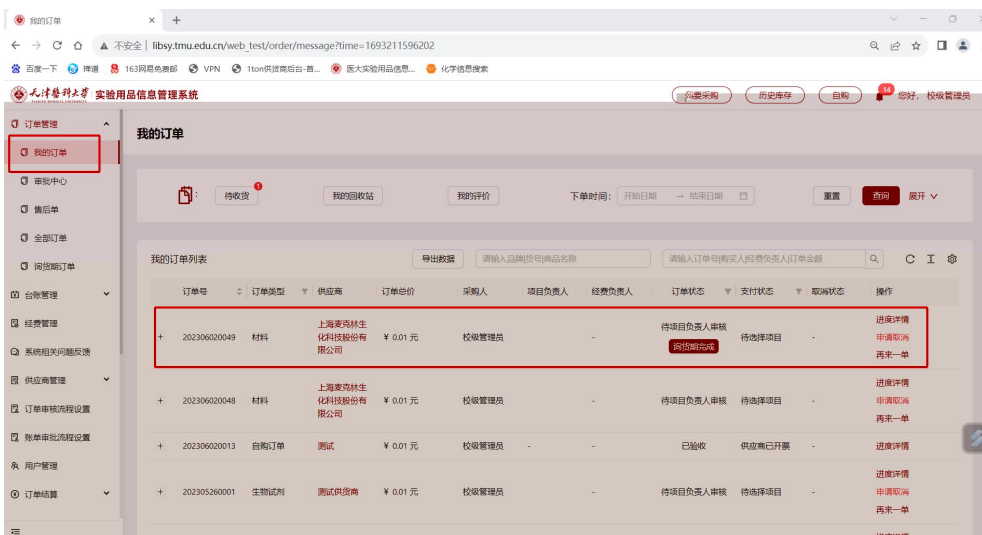 我的订单
不安全 | libsy.tmu.edu.cn/web_test/order/message?time=1693211596202
百度一下 禅道 163网易免费邮 VPN 1ton供货商后台-首... 医大实验用品信息... 化学信息搜索
天津医科大学 实验用品信息管理系统 我要采购 历史库存 自购 14 您好，校级管理员
订单管理
我的订单
审批中心
售后单
全部订单
询货期订单
台账管理
经费管理
系统相关问题反馈
供应商管理
订单审核流程设置
账单审批流程设置
用户管理
订单结算
我的订单
待收货 1 我的回收站 我的评价 下单时间: 开始日期 → 结束日期 重置 查询 展开
我的订单列表 导出数据 请输入品牌|货号|商品名称 请输入订单号|购买人|经费负责人|订单金额
订单号 订单类型 供应商 订单总价 采购人 项目负责人 经费负责人 订单状态 支付状态 取消状态 操作
+ 202306020049 材料 上海麦克林生化科技股份有限公司 ¥ 0.01 元 校级管理员 - 待项目负责人审核 询货期完成 待选择项目 - 进度详情 申请取消 再来一单
+ 202306020048 材料 上海麦克林生化科技股份有限公司 ¥ 0.01 元 校级管理员 - 待项目负责人审核 待选择项目 - 进度详情 申请取消 再来一单
+ 202306020013 自购订单 测试 ¥ 0.01 元 校级管理员 - - 已验收 供应商已开票 - 进度详情
+ 202305260001 生物试剂 测试供货商 ¥ 0.01 元 校级管理员 - 待项目负责人审核 待选择项目 - 进度详情 申请取消 再来一单